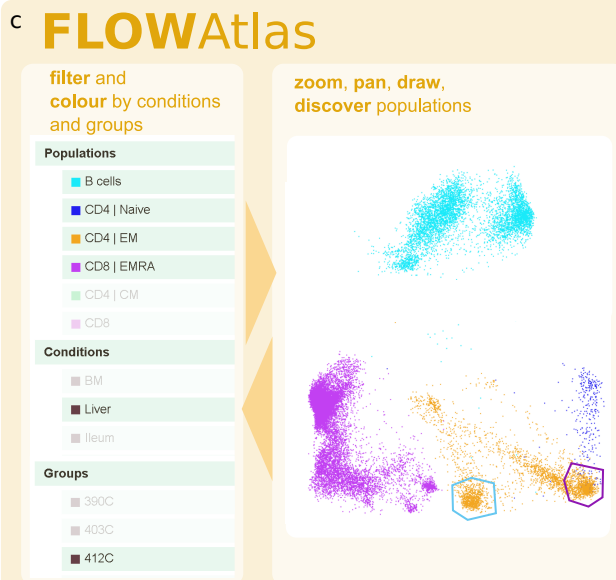 c
FLOWAtlas
filter and
colour by conditions
and groups
Populations
B cells
CD4 | Naive
CD4 | EM
CD8 | EMRA
CD4 | CM
CD8
Conditions
BM
Liver
Ileum
Groups
390C
403C
412C
zoom, pan, draw,
discover populations